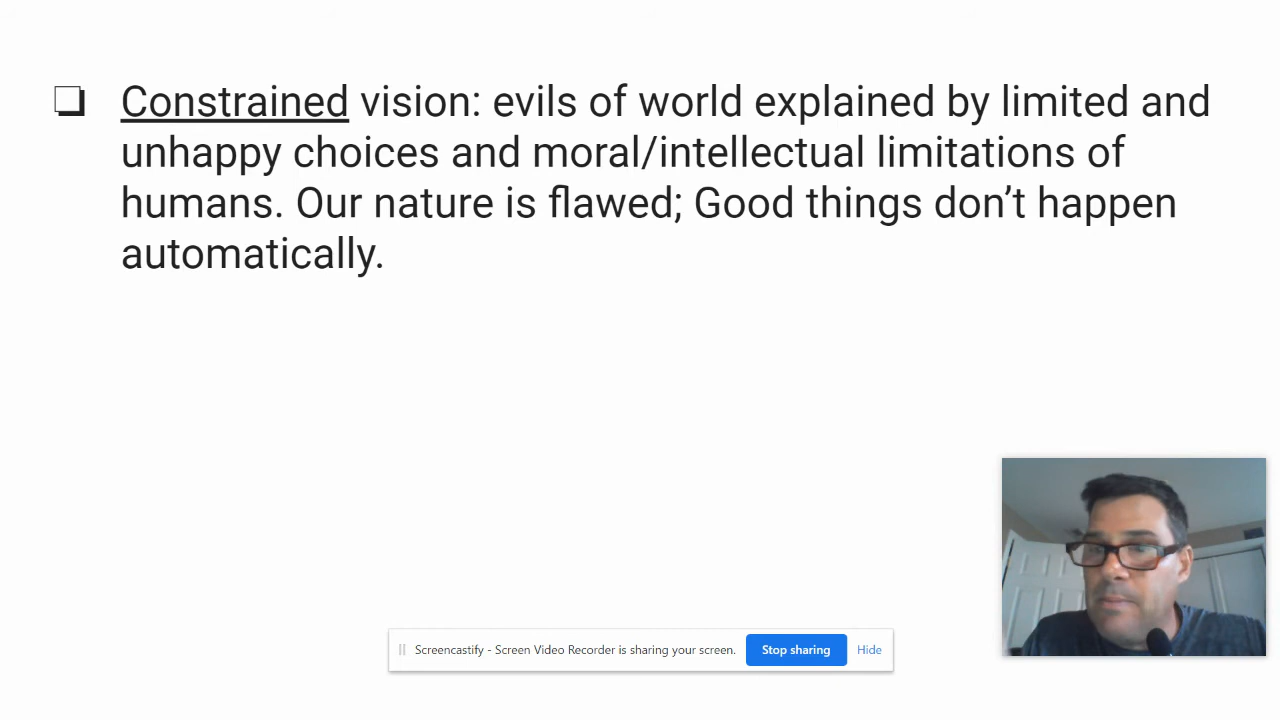 Constrained vision: evils of world explained by limited and
unhappy choices and moral/intellectual limitations of
humans. Our nature is flawed; Good things don’t happen
automatically.
Screencastify - Screen Video Recorder is sharing your screen. Stop sharing Hide